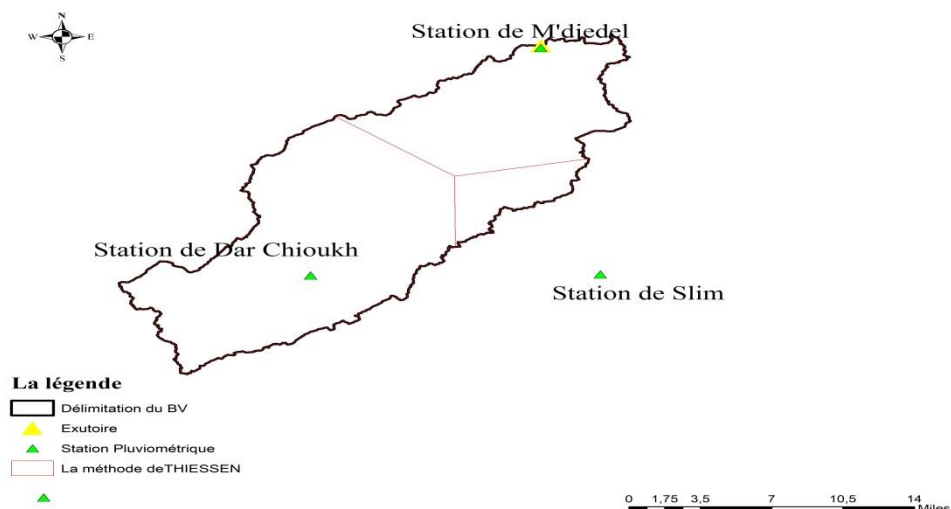 N
W E
S
Station de M'djedel
Station de Dar Chioukh
Station de Slim
La légende
Délimitation du BV
Exutoire
Station Pluviométrique
La méthode deTHIESSEN
0 1,75 3,5 7 10,5 14
Miles